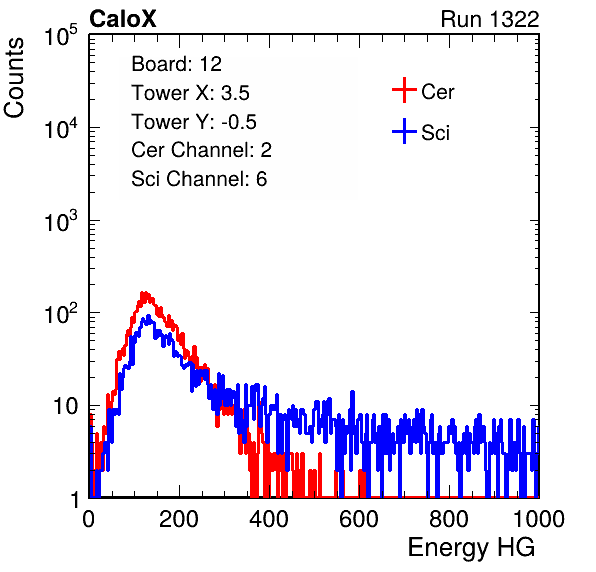 CaloX Run 1322
Counts
Board: 12
Tower X: 3.5
Tower Y: -0.5
Cer Channel: 2
Sci Channel: 6
Cer
Sci
10^5
10^4
10^3
10^2
10
1
0 200 400 600 800 1000
Energy HG